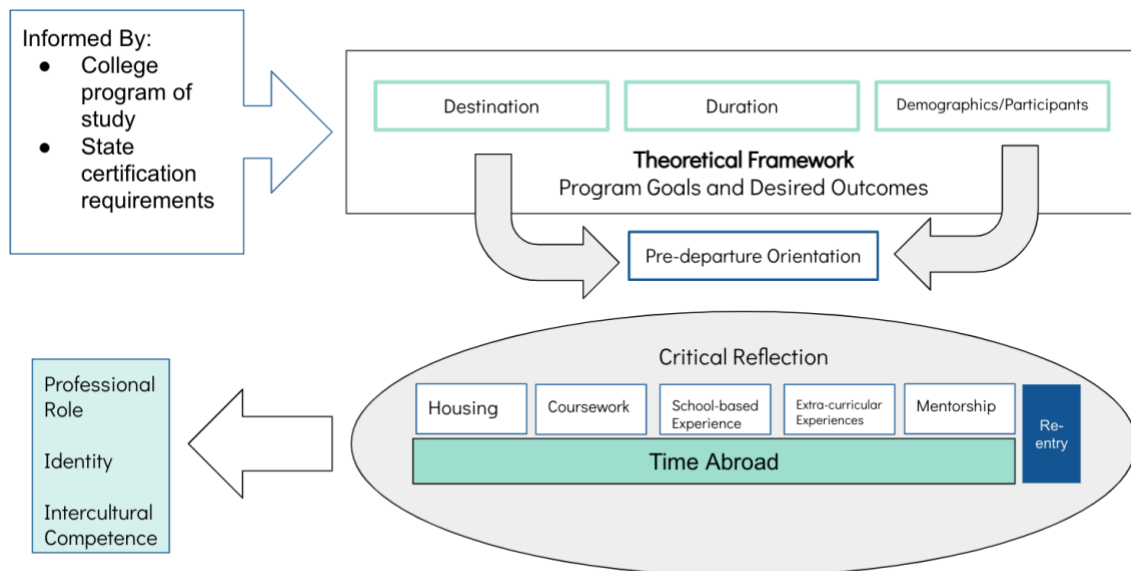 Informed By:
● College
program of
study
● State
certification
requirements
Destination
Duration
Demographics/Participants
Theoretical Framework
Program Goals and Desired Outcomes
Pre-departure Orientation
Critical Reflection
Housing
Coursework
School-based
Experience
Extra-curricular
Experiences
Mentorship
Re-
entry
Time Abroad
Professional
Role
Identity
Intercultural
Competence